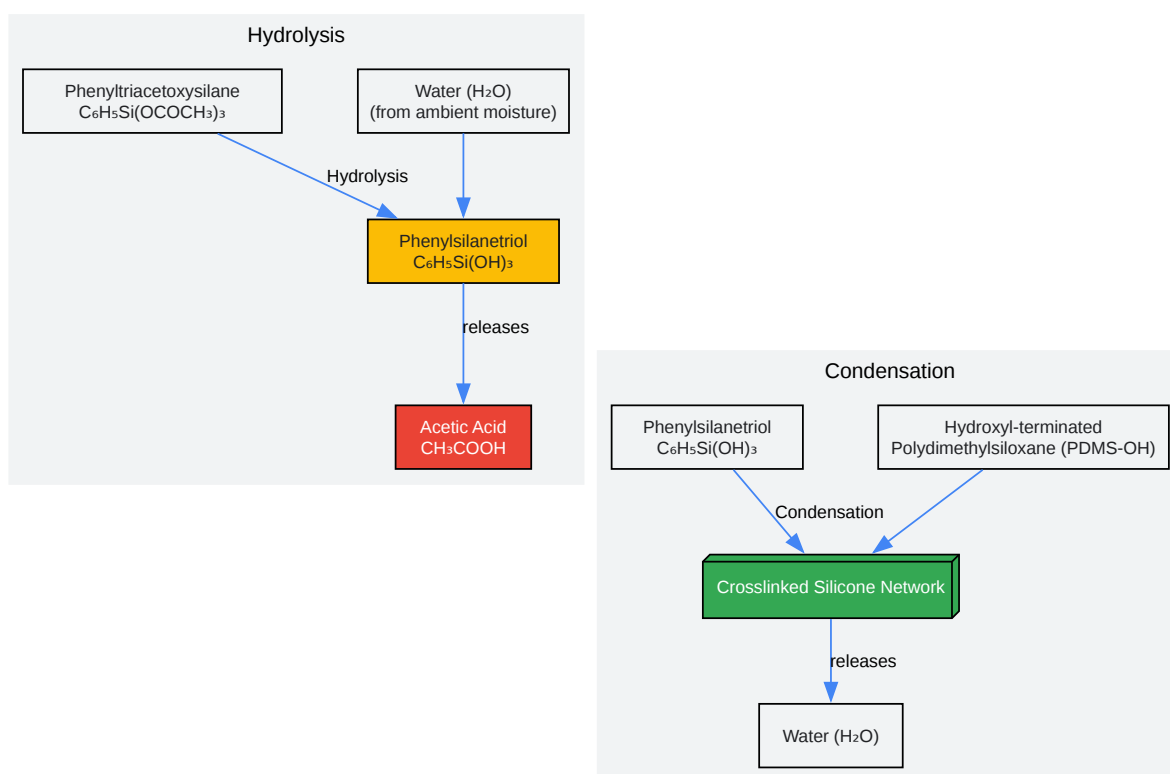 Hydrolysis
Phenyltriacetoxysilane
C₆H₅Si(OCOCH₃)₃
Water (H₂O)
(from ambient moisture)
Hydrolysis
Phenylsilanetriol
C₆H₅Si(OH)₃
releases
Acetic Acid
CH₃COOH
Condensation
Phenylsilanetriol
C₆H₅Si(OH)₃
Hydroxyl-terminated
Polydimethylsiloxane (PDMS-OH)
Condensation
Crosslinked Silicone Network
releases
Water (H₂O)